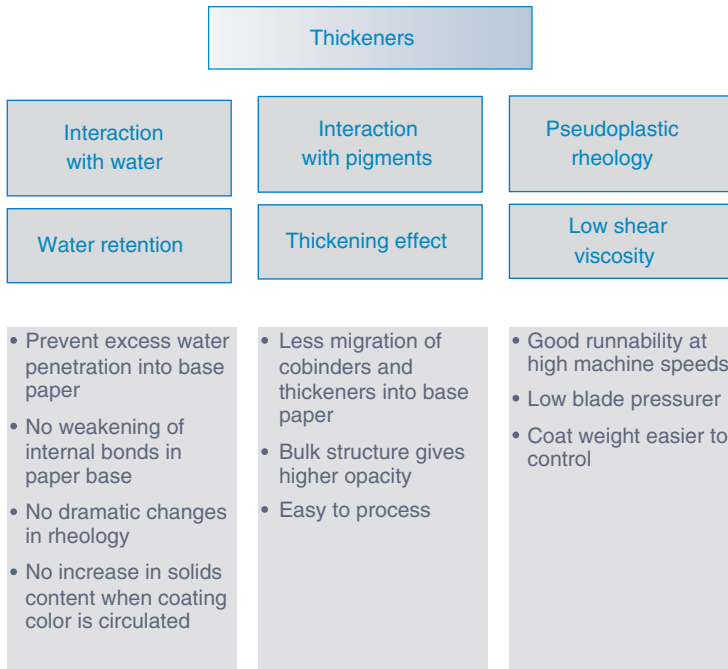 Thickeners
Interaction
with water
Interaction
with pigments
Pseudoplastic
rheology
Water retention
Thickening effect
Low shear
viscosity
• Prevent excess water
penetration into base
paper
• No weakening of
internal bonds in
paper base
• No dramatic changes
in rheology
• No increase in solids
content when coating
color is circulated
• Less migration of
cobinders and
thickeners into base
paper
• Bulk structure gives
higher opacity
• Easy to process
• Good runnability at
high machine speeds
• Low blade pressurer
• Coat weight easier to
control